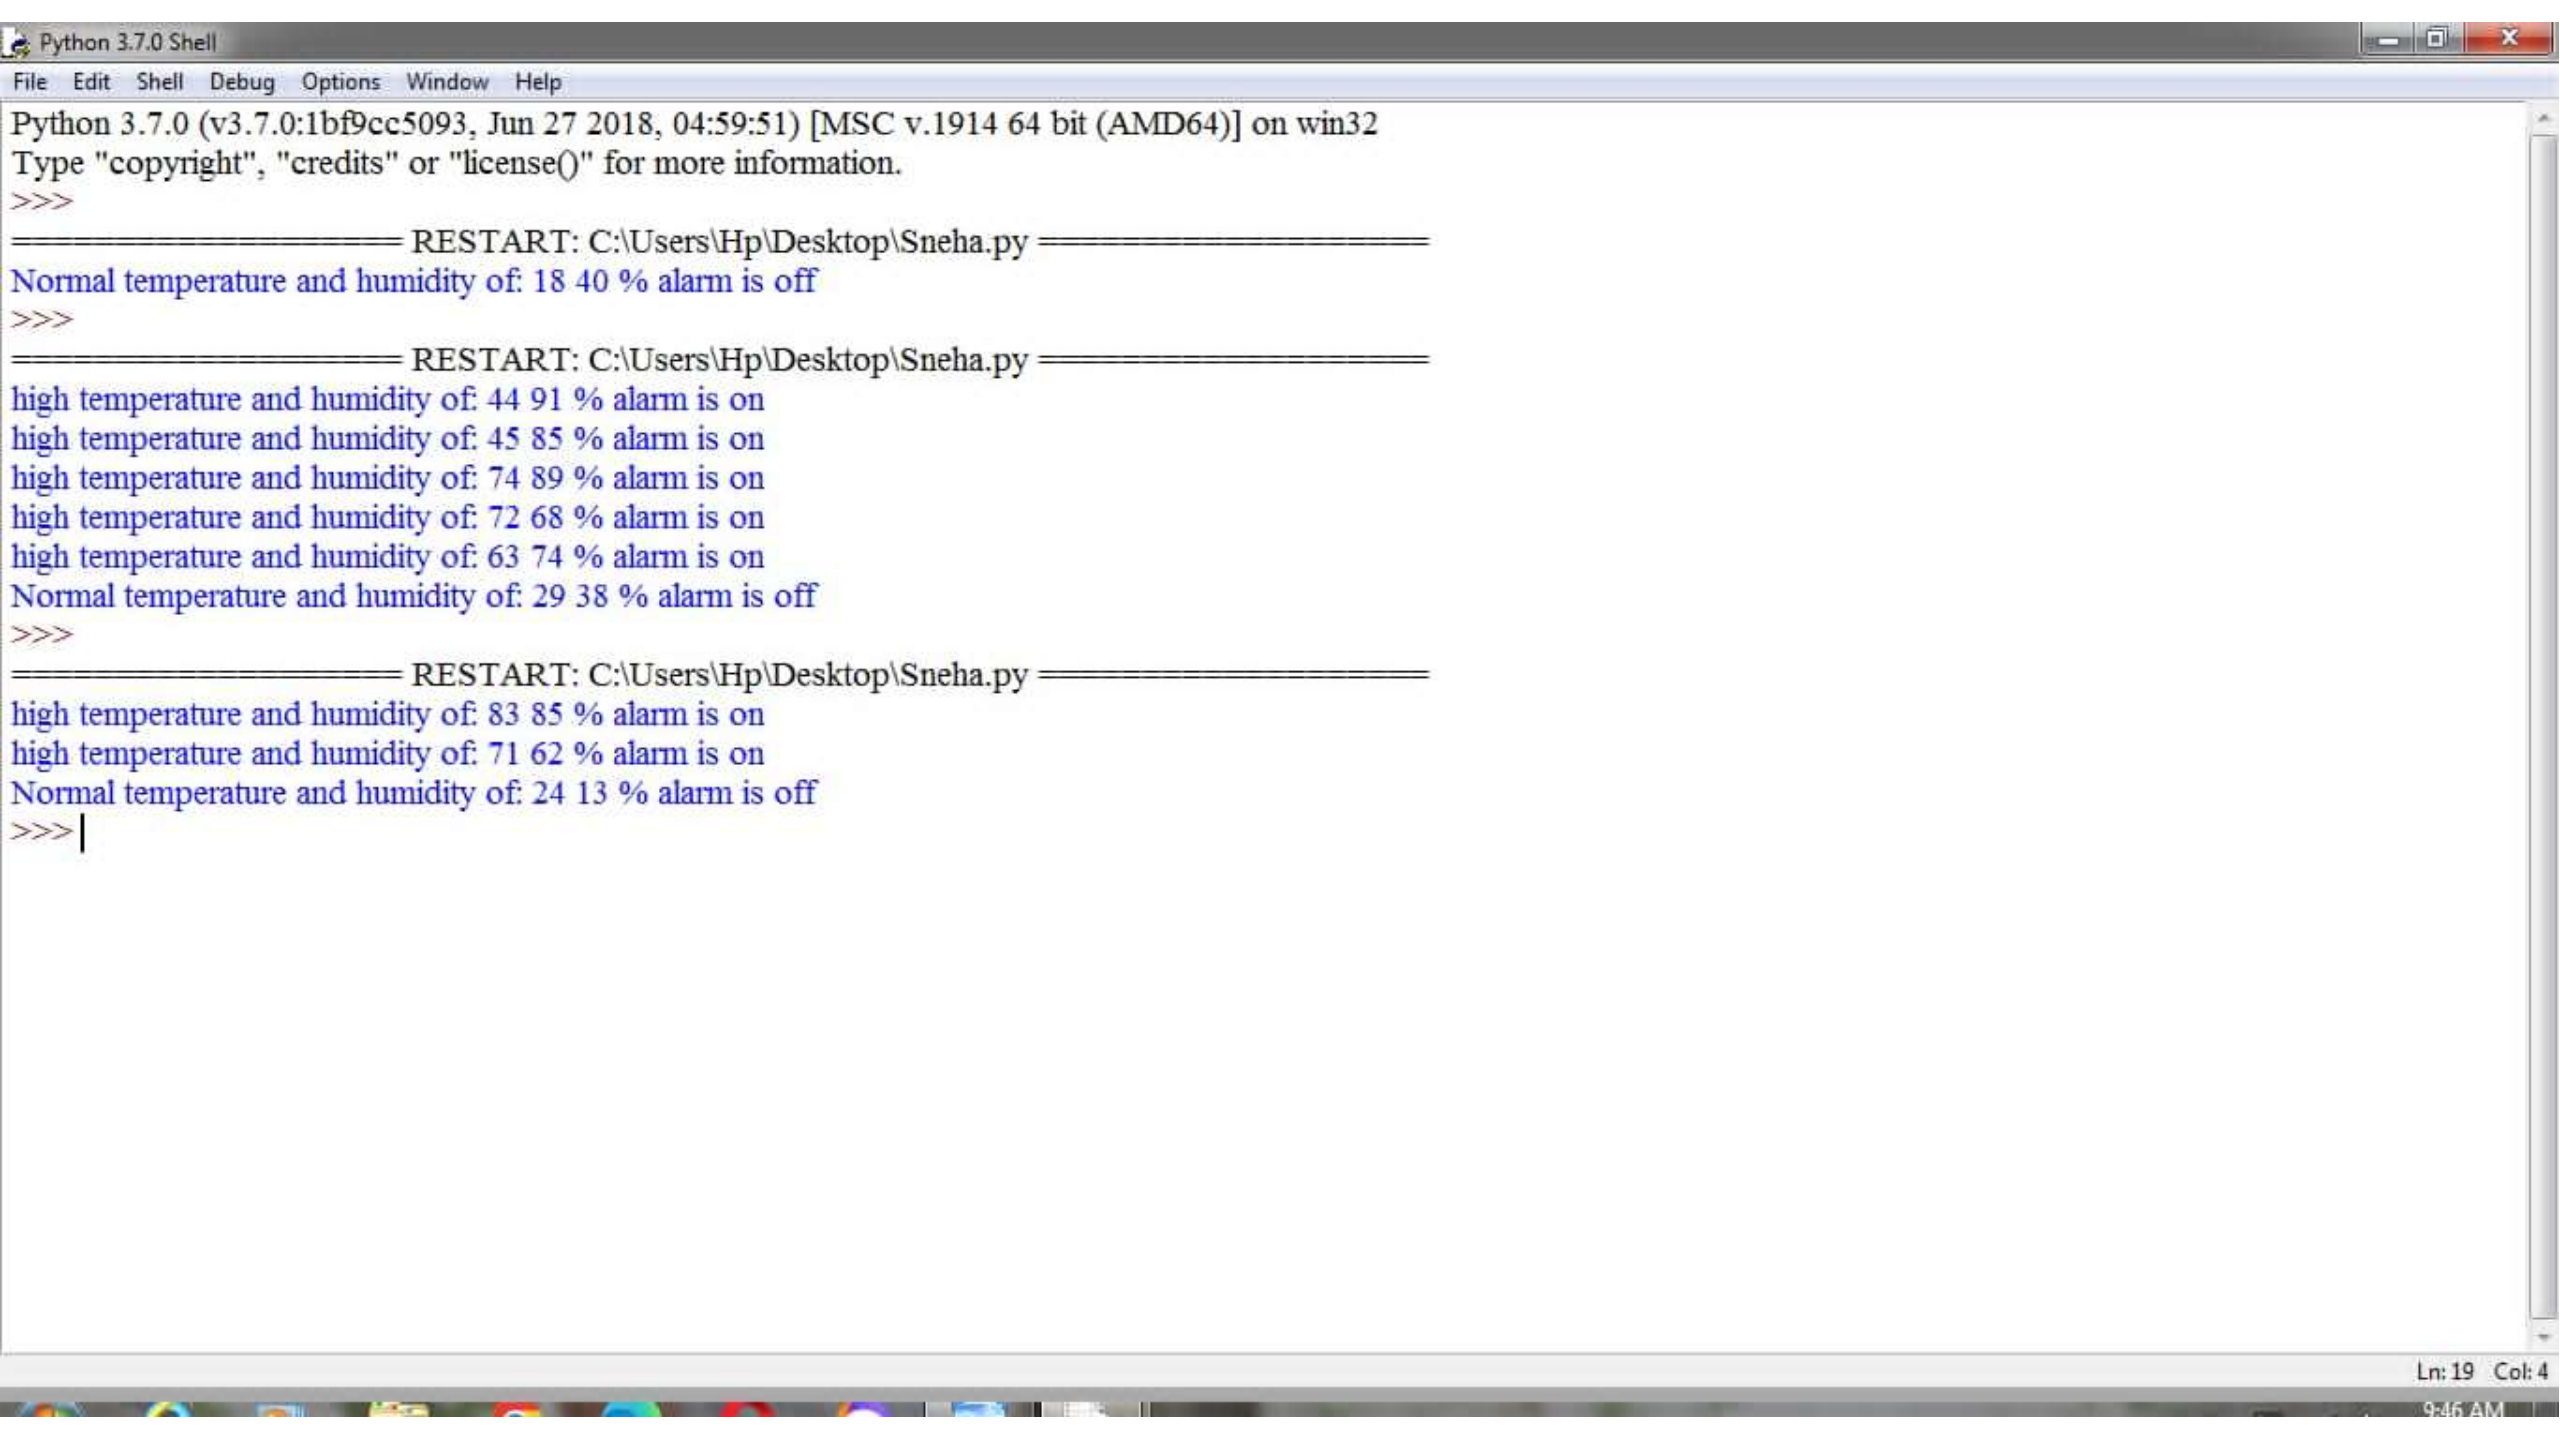 Python 3.7.0 Shell
File Edit Shell Debug Options Window Help
Python 3.7.0 (v3.7.0:1bf9cc5093, Jun 27 2018, 04:59:51) [MSC v.1914 64 bit (AMD64)] on win32
Type "copyright", "credits" or "license()" for more information.
>>>
=================== RESTART: C:\Users\Hp\Desktop\Sneha.py ===================
Normal temperature and humidity of: 18 40 % alarm is off
>>>
=================== RESTART: C:\Users\Hp\Desktop\Sneha.py ===================
high temperature and humidity of: 44 91 % alarm is on
high temperature and humidity of: 45 85 % alarm is on
high temperature and humidity of: 74 89 % alarm is on
high temperature and humidity of: 72 68 % alarm is on
high temperature and humidity of: 63 74 % alarm is on
Normal temperature and humidity of: 29 38 % alarm is off
>>>
=================== RESTART: C:\Users\Hp\Desktop\Sneha.py ===================
high temperature and humidity of: 83 85 % alarm is on
high temperature and humidity of: 71 62 % alarm is on
Normal temperature and humidity of: 24 13 % alarm is off
>>>
Ln: 19 Col: 4
9:46 AM